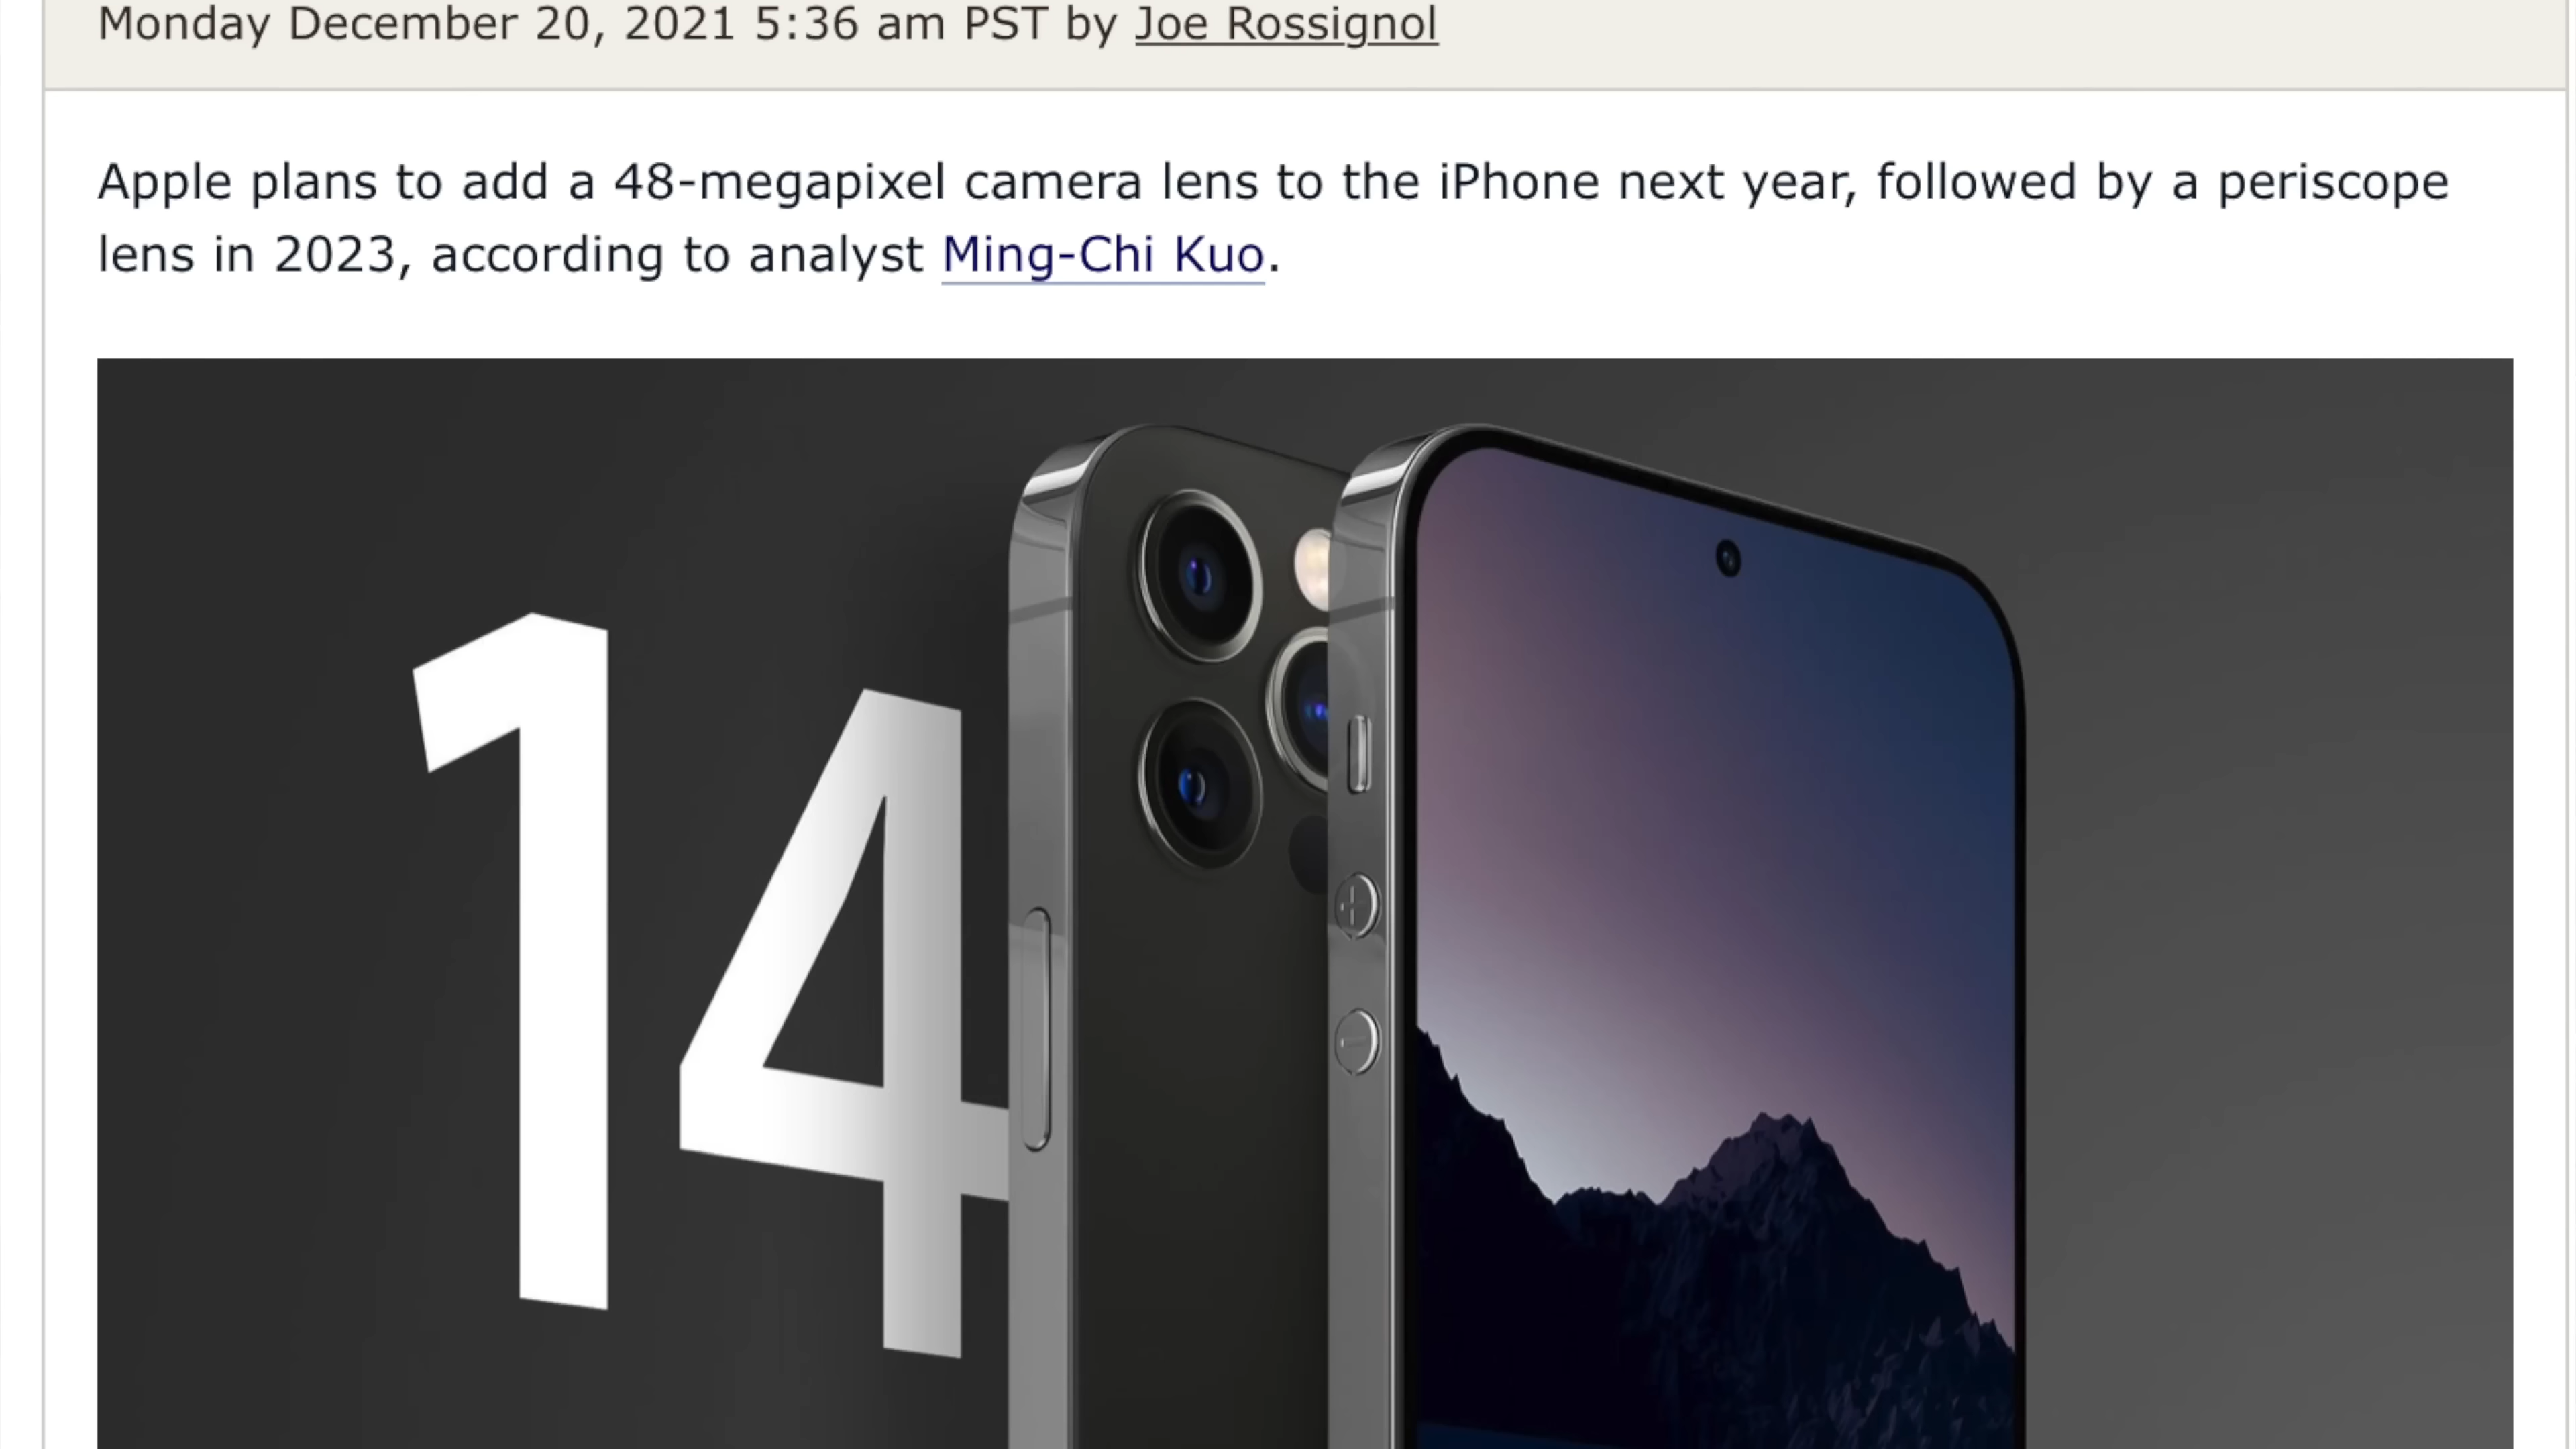 Monday December 20, 2021 5:36 am PST by Joe Rossignol
Apple plans to add a 48-megapixel camera lens to the iPhone next year, followed by a periscope
lens in 2023, according to analyst Ming-Chi Kuo.
14